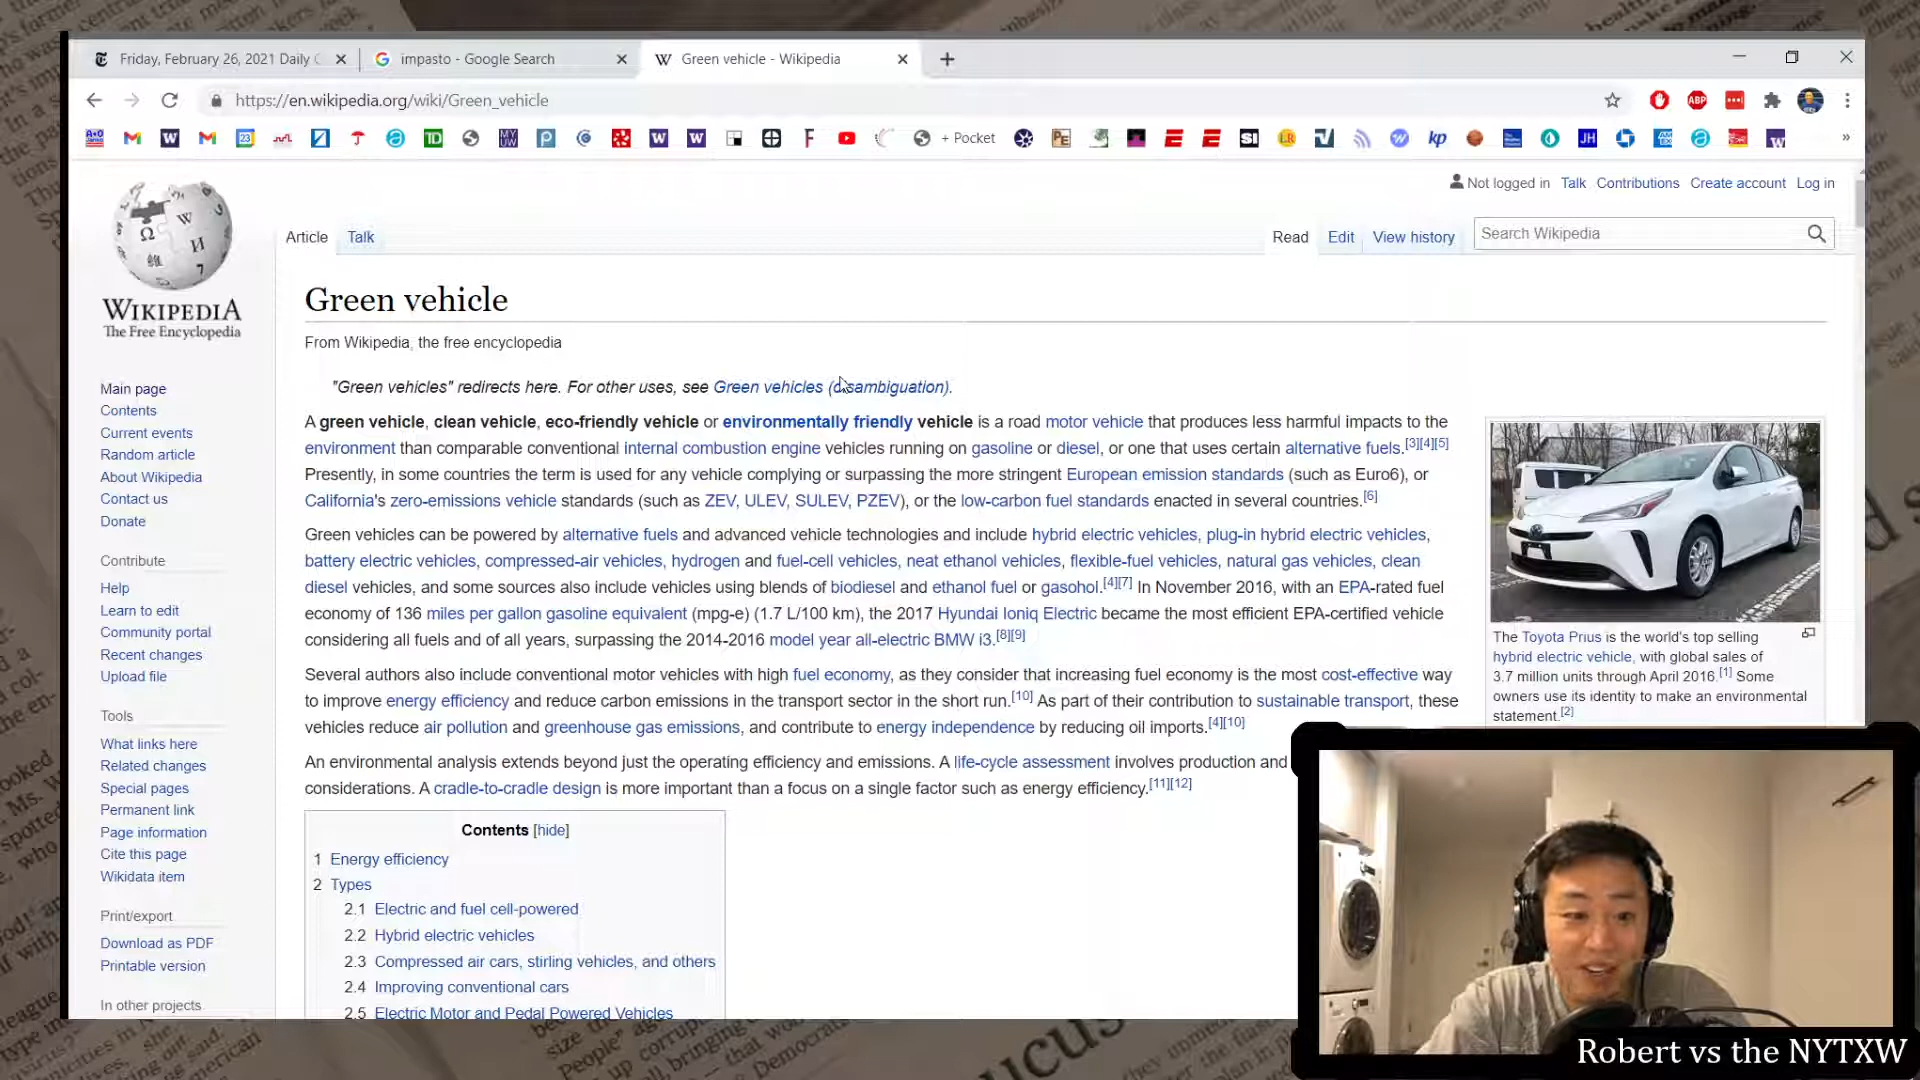 Friday, February 26, 2021 Daily C
impasto - Google Search
Green vehicle - Wikipedia
https://en.wikipedia.org/wiki/Green_vehicle
+ Pocket
Not logged in Talk Contributions Create account Log in
Article Talk
Read Edit View history
Search Wikipedia
WIKIPEDIA
The Free Encyclopedia
Green vehicle
From Wikipedia, the free encyclopedia
"Green vehicles" redirects here. For other uses, see Green vehicles (disambiguation).
A green vehicle, clean vehicle, eco-friendly vehicle or environmentally friendly vehicle is a road motor vehicle that produces less harmful impacts to the
environment than comparable conventional internal combustion engine vehicles running on gasoline or diesel, or one that uses certain alternative fuels.[3][4][5]
Presently, in some countries the term is used for any vehicle complying or surpassing the more stringent European emission standards (such as Euro6), or
California's zero-emissions vehicle standards (such as ZEV, ULEV, SULEV, PZEV), or the low-carbon fuel standards enacted in several countries.[6]
Green vehicles can be powered by alternative fuels and advanced vehicle technologies and include hybrid electric vehicles, plug-in hybrid electric vehicles,
battery electric vehicles, compressed-air vehicles, hydrogen and fuel-cell vehicles, neat ethanol vehicles, flexible-fuel vehicles, natural gas vehicles, clean
diesel vehicles, and some sources also include vehicles using blends of biodiesel and ethanol fuel or gasohol.[4][7] In November 2016, with an EPA-rated fuel
economy of 136 miles per gallon gasoline equivalent (mpg-e) (1.7 L/100 km), the 2017 Hyundai Ioniq Electric became the most efficient EPA-certified vehicle
considering all fuels and of all years, surpassing the 2014-2016 model year all-electric BMW i3.[8][9]
Several authors also include conventional motor vehicles with high fuel economy, as they consider that increasing fuel economy is the most cost-effective way
to improve energy efficiency and reduce carbon emissions in the transport sector in the short run.[10] As part of their contribution to sustainable transport, these
vehicles reduce air pollution and greenhouse gas emissions, and contribute to energy independence by reducing oil imports.[4][10]
An environmental analysis extends beyond just the operating efficiency and emissions. A life-cycle assessment involves production and
considerations. A cradle-to-cradle design is more important than a focus on a single factor such as energy efficiency.[11][12]
The Toyota Prius is the world's top selling
hybrid electric vehicle, with global sales of
3.7 million units through April 2016.[1] Some
owners use its identity to make an environmental
statement.[2]
Main page
Contents
Current events
Random article
About Wikipedia
Contact us
Donate
Contribute
Help
Learn to edit
Community portal
Recent changes
Upload file
Tools
What links here
Related changes
Special pages
Permanent link
Page information
Cite this page
Wikidata item
Print/export
Download as PDF
Printable version
In other projects
Contents [hide]
1 Energy efficiency
2 Types
2.1 Electric and fuel cell-powered
2.2 Hybrid electric vehicles
2.3 Compressed air cars, stirling vehicles, and others
2.4 Improving conventional cars
2.5 Electric Motor and Pedal Powered Vehicles
Robert vs the NYTXW